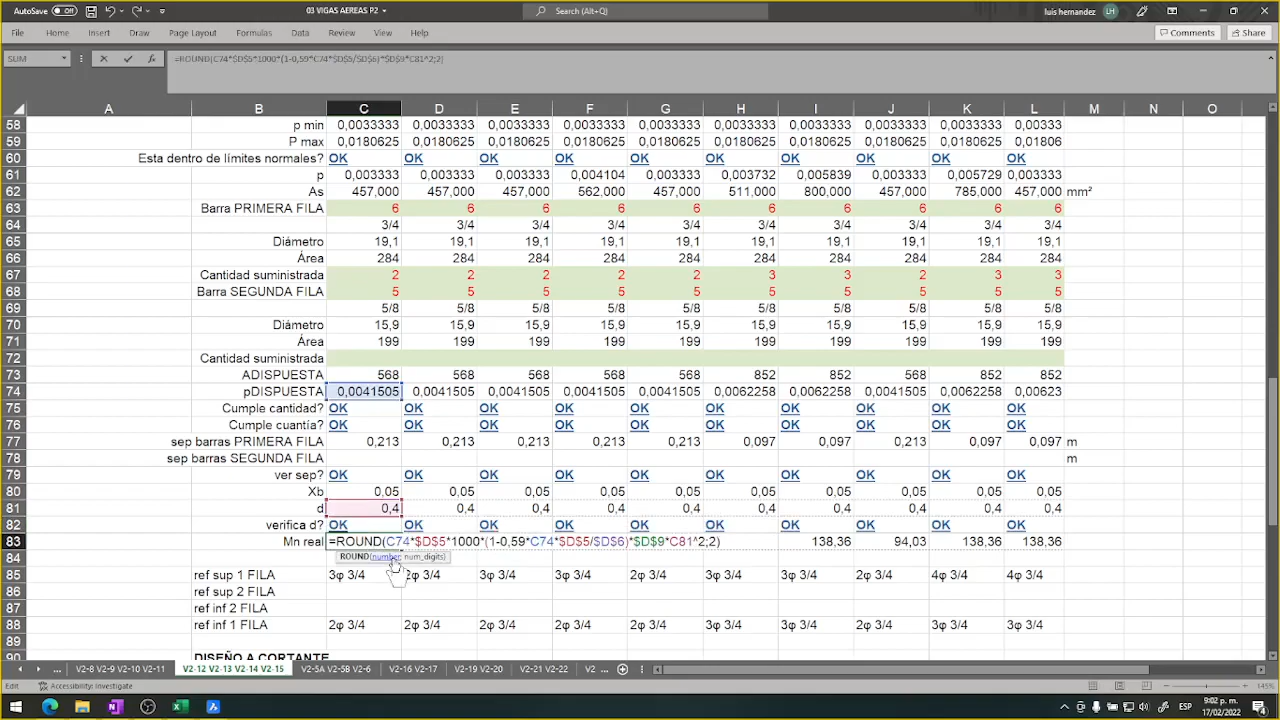 AutoSave Off 03 VIGAS AEREAS P2 Search (Alt+Q) luis hernandez LH
File Home Insert Draw Page Layout Formulas Data Review View Help Comments Share
SUM fx =ROUND(C74*$D$5*1000*(1-0,59*C74*$D$5/$D$6)*$D$9*C81^2;2)
A B C D E F G H I J K L M N O
58 p min 0,0033333 0,0033333 0,0033333 0,0033333 0,0033333 0,0033333 0,0033333 0,0033333 0,0033333 0,00333
59 P max 0,0180625 0,0180625 0,0180625 0,0180625 0,0180625 0,0180625 0,0180625 0,0180625 0,0180625 0,01806
60 Esta dentro de límites normales? OK OK OK OK OK OK OK OK OK OK
61 p 0,003333 0,003333 0,003333 0,004104 0,003333 0,003732 0,005839 0,003333 0,005729 0,003333
62 As 457,000 457,000 457,000 562,000 457,000 511,000 800,000 457,000 785,000 457,000 mm²
63 Barra PRIMERA FILA 6 6 6 6 6 6 6 6 6 6
64 3/4 3/4 3/4 3/4 3/4 3/4 3/4 3/4 3/4 3/4
65 Diámetro 19,1 19,1 19,1 19,1 19,1 19,1 19,1 19,1 19,1 19,1
66 Área 284 284 284 284 284 284 284 284 284 284
67 Cantidad suministrada 2 2 2 2 2 3 3 2 3 3
68 Barra SEGUNDA FILA 5 5 5 5 5 5 5 5 5 5
69 5/8 5/8 5/8 5/8 5/8 5/8 5/8 5/8 5/8 5/8
70 Diámetro 15,9 15,9 15,9 15,9 15,9 15,9 15,9 15,9 15,9 15,9
71 Área 199 199 199 199 199 199 199 199 199 199
72 Cantidad suministrada
73 ADISPUESTA 568 568 568 568 568 852 852 568 852 852
74 pDISPUESTA 0,0041505 0,0041505 0,0041505 0,0041505 0,0041505 0,0062258 0,0062258 0,0041505 0,0062258 0,00623
75 Cumple cantidad? OK OK OK OK OK OK OK OK OK OK
76 Cumple cuantía? OK OK OK OK OK OK OK OK OK OK
77 sep barras PRIMERA FILA 0,213 0,213 0,213 0,213 0,213 0,097 0,097 0,213 0,097 0,097 m
78 sep barras SEGUNDA FILA m
79 ver sep? OK OK OK OK OK OK OK OK OK OK
80 Xb 0,05 0,05 0,05 0,05 0,05 0,05 0,05 0,05 0,05 0,05
81 d 0,4 0,4 0,4 0,4 0,4 0,4 0,4 0,4 0,4 0,4
82 verifica d? OK OK OK OK OK OK OK OK OK OK
83 Mn real =ROUND(C74*$D$5*1000*(1-0,59*C74*$D$5/$D$6)*$D$9*C81^2;2) 138,36 94,03 138,36 138,36
84 ROUND(number; num_digits)
85 ref sup 1 FILA 3φ 3/4 2φ 3/4 3φ 3/4 3φ 3/4 2φ 3/4 3φ 3/4 3φ 3/4 2φ 3/4 4φ 3/4 4φ 3/4
86 ref sup 2 FILA
87 ref inf 2 FILA
88 ref inf 1 FILA 2φ 3/4 2φ 3/4 2φ 3/4 2φ 3/4 2φ 3/4 3φ 3/4 3φ 3/4 2φ 3/4 3φ 3/4 3φ 3/4
89
90 DISEÑO A CORTANTE
... V2-8 V2-9 V2-10 V2-11 V2-12 V2-13 V2-14 V2-15 V2-5A V2-5B V2-6 V2-16 V2-17 V2-19 V2-20 V2-21 V2-22 V2 ...
Edit Accessibility: Investigate 145%
ESP 9:02 p. m.
17/02/2022